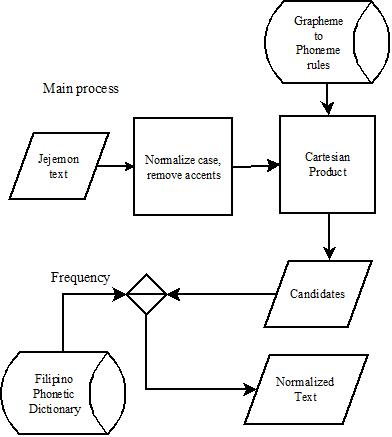 Grapheme
to
Phoneme
rules
Main process
Jejemon
text
Normalize case,
remove accents
Cartesian
Product
Frequency
Candidates
Filipino
Phonetic
Dictionary
Normalized
Text